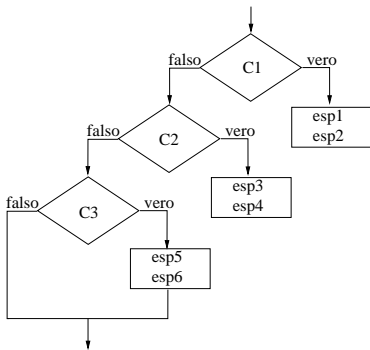 falso C1 vero
esp1
esp2
falso C2 vero
esp3
esp4
falso C3 vero
esp5
esp6